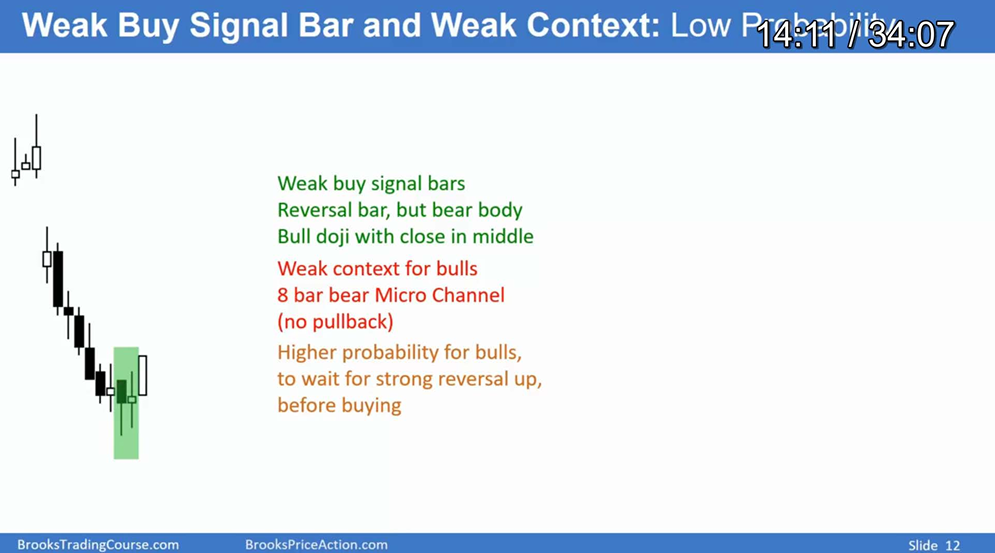 Weak Buy Signal Bar and Weak Context: Low Probability
14:11 / 34:07
Weak buy signal bars
Reversal bar, but bear body
Bull doji with close in middle
Weak context for bulls
8 bar bear Micro Channel
(no pullback)
Higher probability for bulls,
to wait for strong reversal up,
before buying
BrooksTradingCourse.com
BrooksPriceAction.com
Slide 12